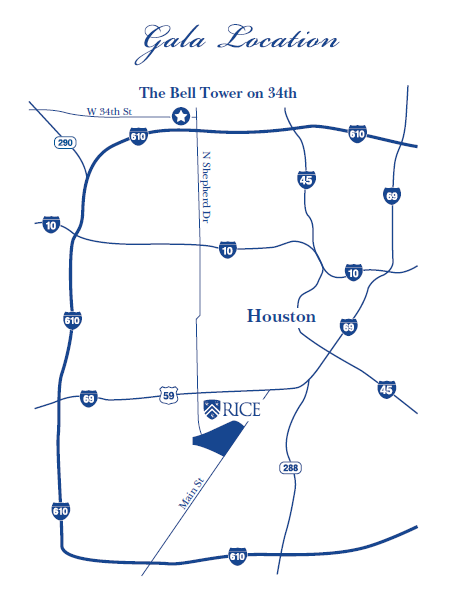 Gala Location
The Bell Tower on 34th
W 34th St
610
610
290
N Shepherd Dr
45
69
10
10
10
610
Houston
69
69
59
45
RICE
288
Main St
610
610